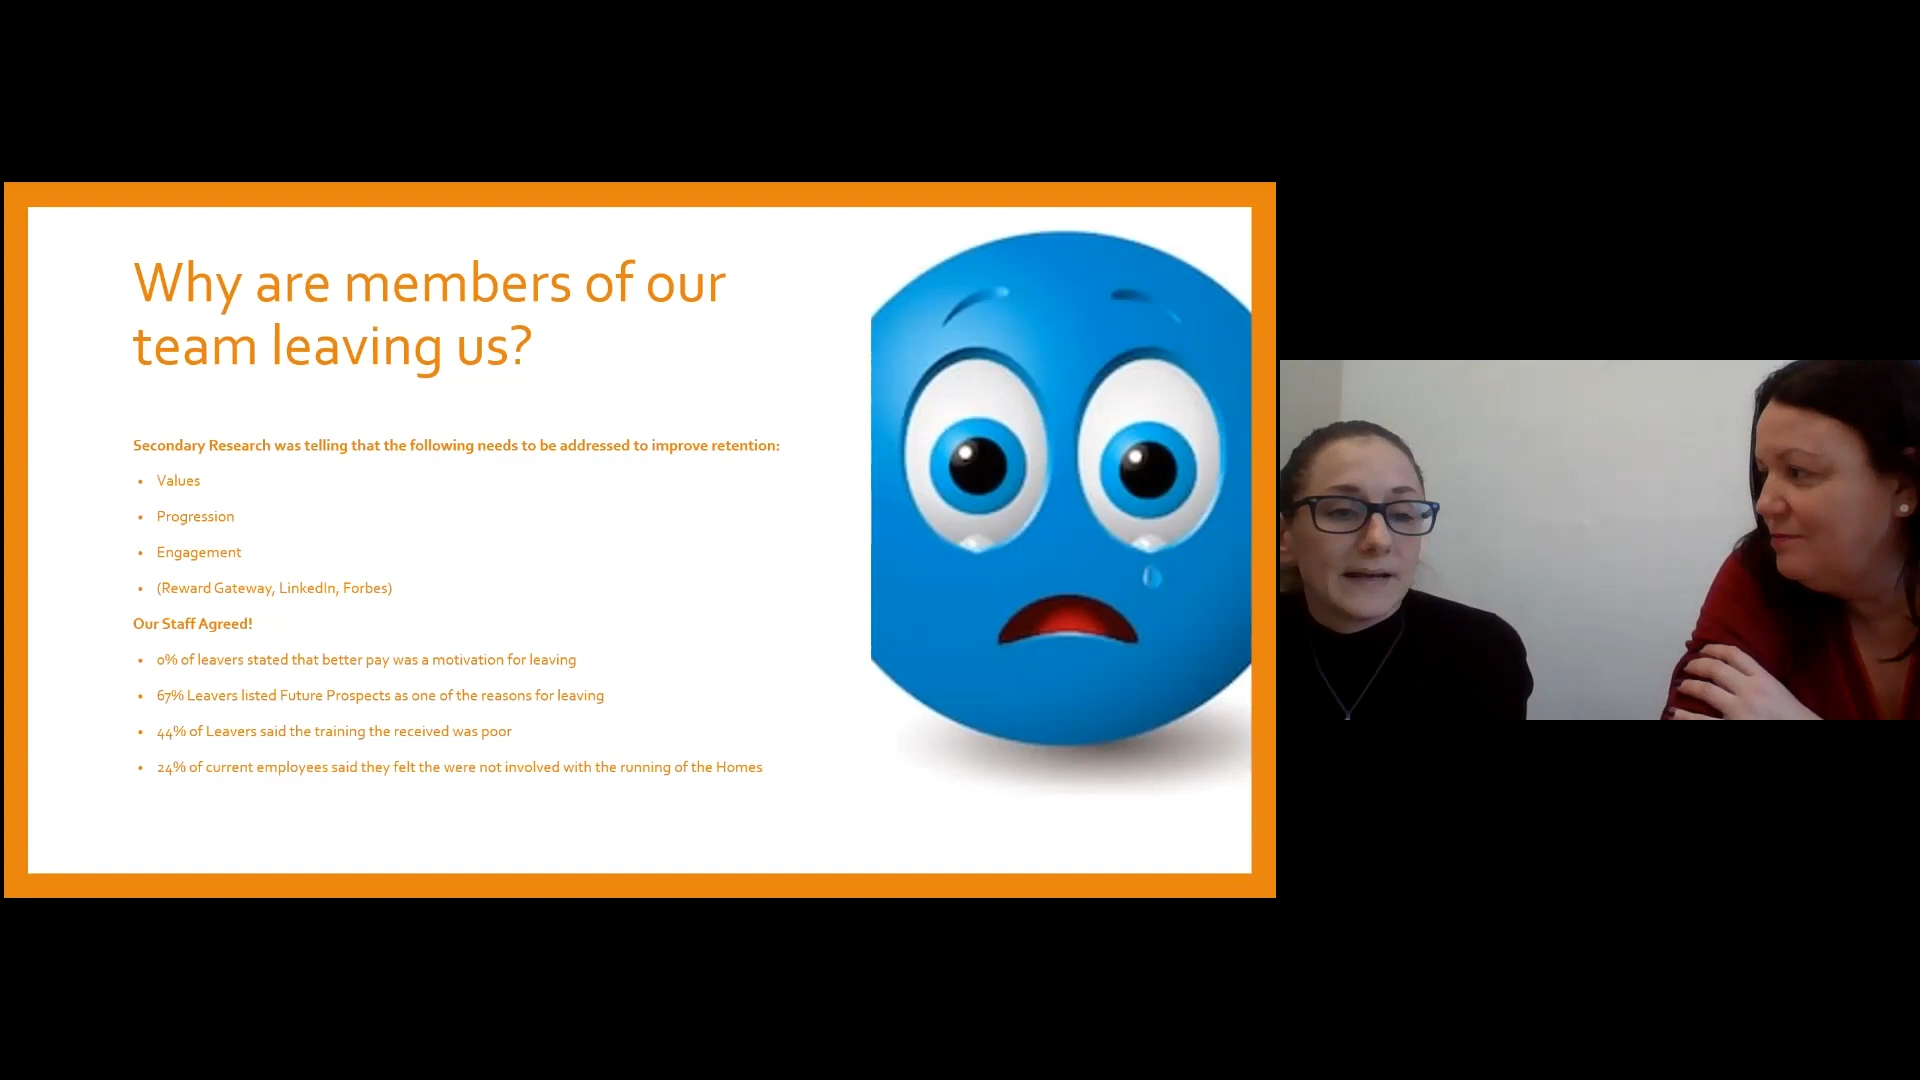 Why are members of our
team leaving us?
Secondary Research was telling that the following needs to be addressed to improve retention:
• Values
• Progression
• Engagement
• (Reward Gateway, LinkedIn, Forbes)
Our Staff Agreed!
• 0% of leavers stated that better pay was a motivation for leaving
• 67% Leavers listed Future Prospects as one of the reasons for leaving
• 44% of Leavers said the training the received was poor
• 24% of current employees said they felt the were not involved with the running of the Homes